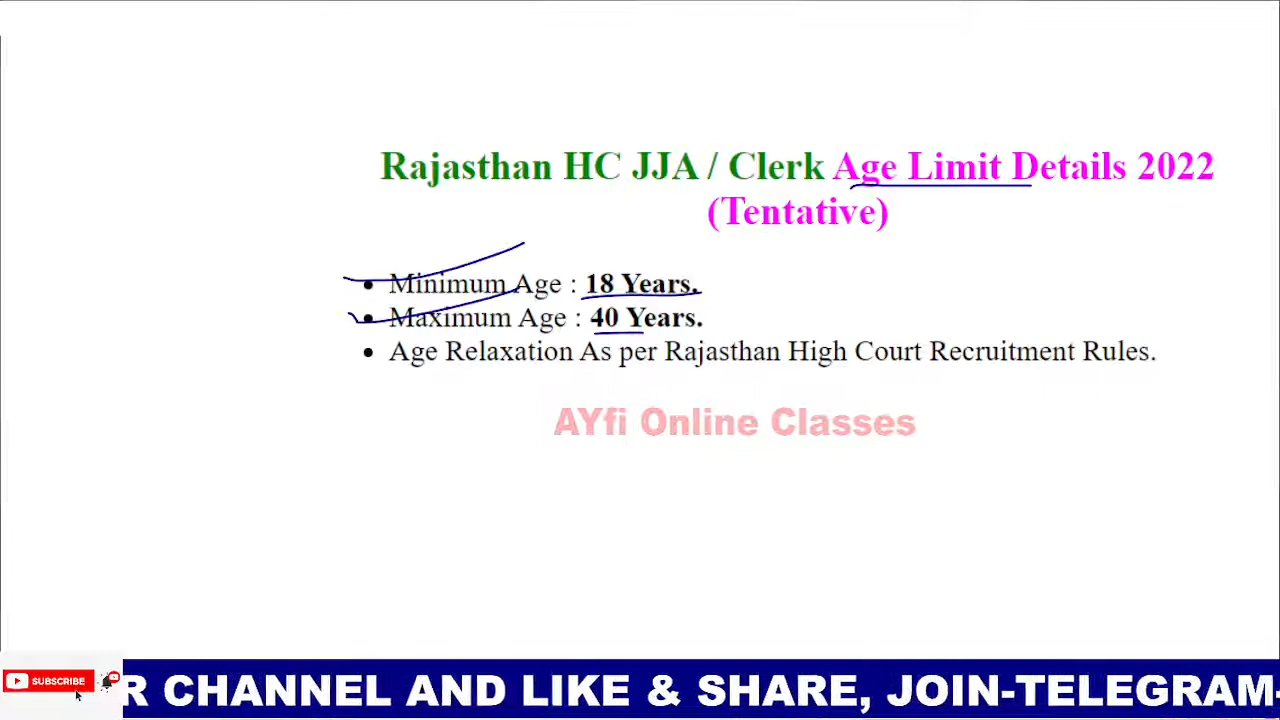 Rajasthan HC JJA / Clerk Age Limit Details 2022
(Tentative)
• Minimum Age : 18 Years.
• Maximum Age : 40 Years.
• Age Relaxation As per Rajasthan High Court Recruitment Rules.
AYfi Online Classes
SUBSCRIBE
R CHANNEL AND LIKE & SHARE, JOIN-TELEGRAM-